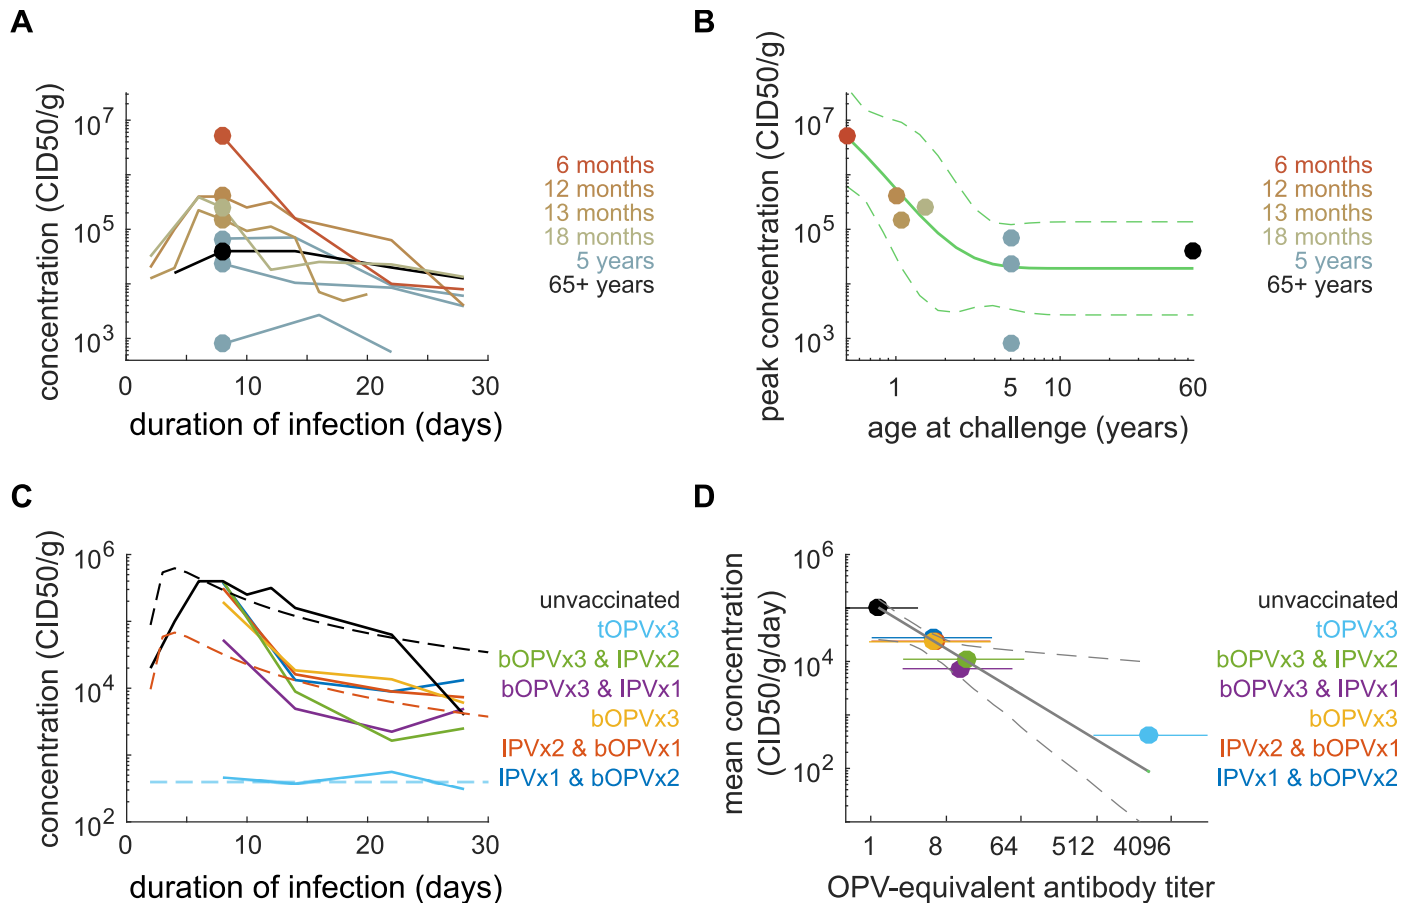 A
concentration (CID50/g)
10^7
10^5
10^3
0
10
20
30
duration of infection (days)
6 months
12 months
13 months
18 months
5 years
65+ years
B
peak concentration (CID50/g)
10^7
10^5
10^3
1
5
10
60
age at challenge (years)
6 months
12 months
13 months
18 months
5 years
65+ years
C
concentration (CID50/g)
10^6
10^4
10^2
0
10
20
30
duration of infection (days)
unvaccinated
tOPVx3
bOPVx3 & IPVx2
bOPVx3 & IPVx1
bOPVx3
IPVx2 & bOPVx1
IPVx1 & bOPVx2
D
mean concentration
(CID50/g/day)
10^6
10^4
10^2
1
8
64
512
4096
OPV-equivalent antibody titer
unvaccinated
tOPVx3
bOPVx3 & IPVx2
bOPVx3 & IPVx1
bOPVx3
IPVx2 & bOPVx1
IPVx1 & bOPVx2